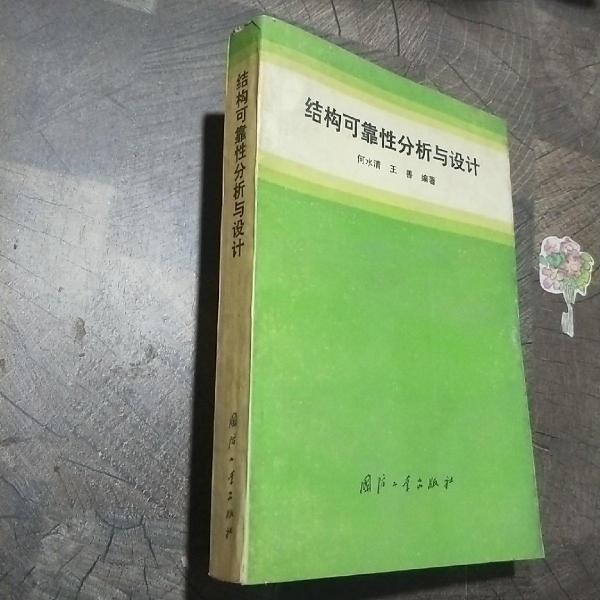 结构可靠性分析与设计
何水清 王善 编著
国防工业出版社
结构可靠性分析与设计
国防工业出版社